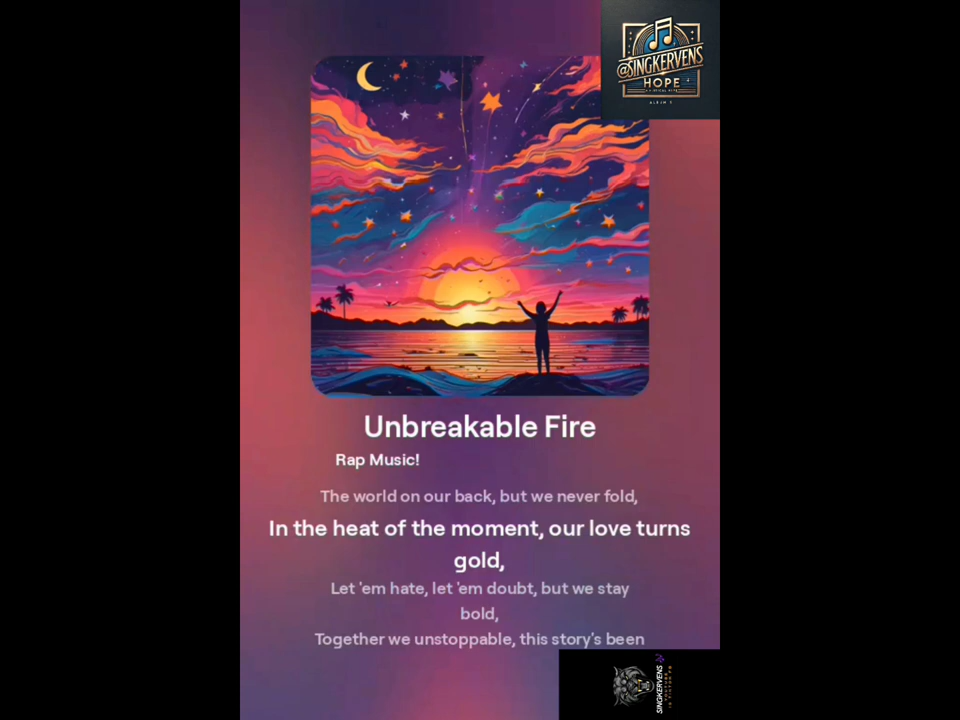 @SINGKERVENS
HOPE
ALBUM
Unbreakable Fire
Rap Music!
The world on our back, but we never fold,
In the heat of the moment, our love turns
gold,
Let 'em hate, let 'em doubt, but we stay
bold,
Together we unstoppable, this story's been
SINGKERVENS